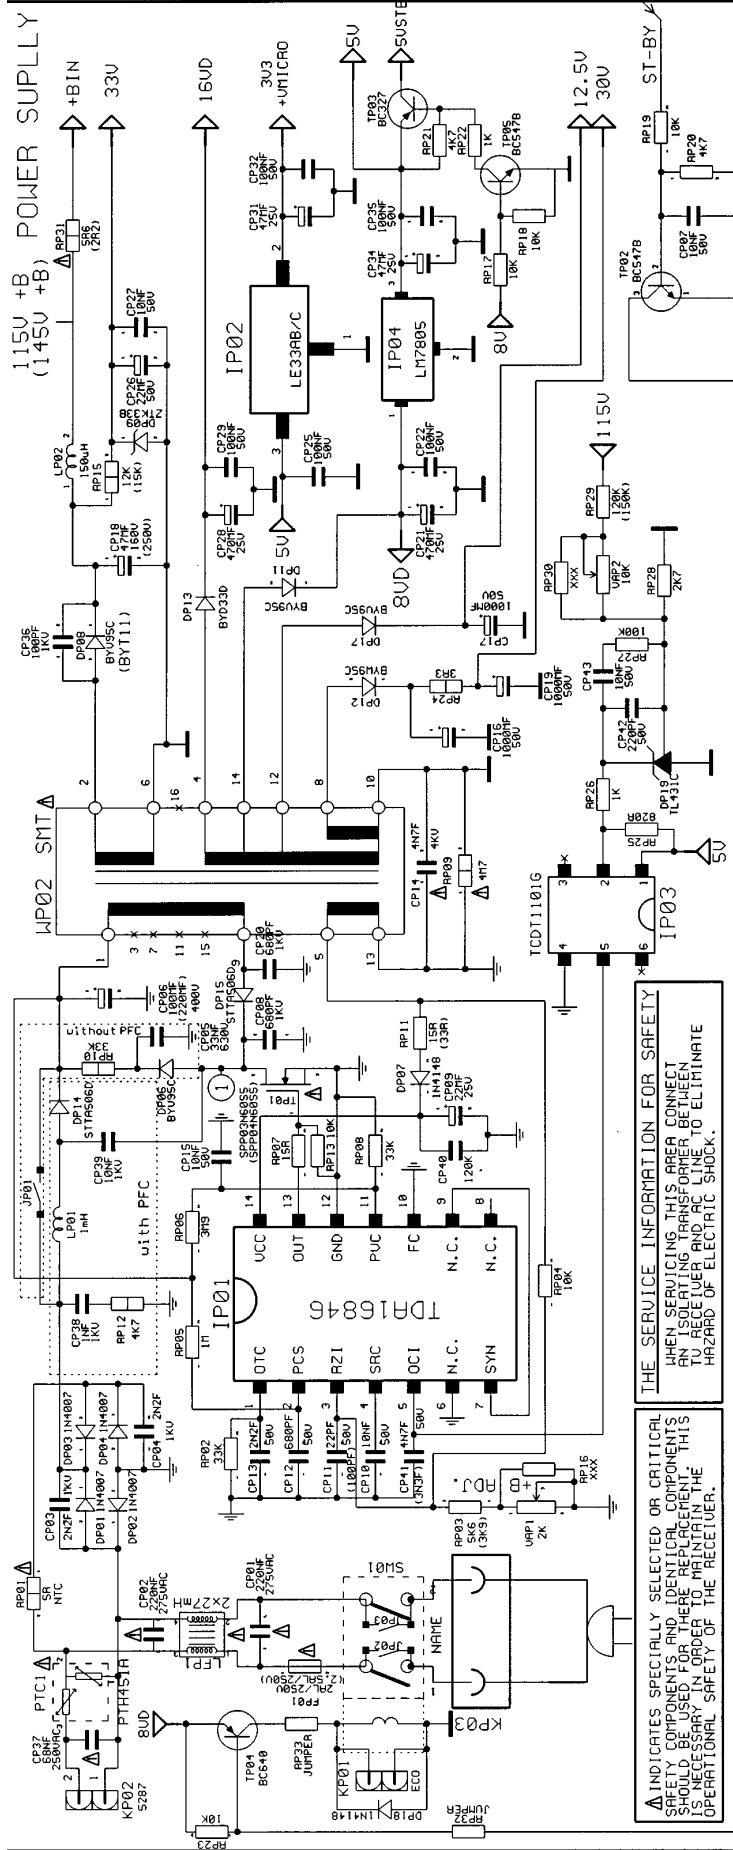 115V +B POWER SUPLLY
(145V +B)
+BIN
33V
16VD
3V3
+VMICRO
5V
5VSTB
12.5V
30V
ST-BY
RP31
5R6
(2R2)
LP02
150uH
RP15
12K
(15K)
CP27
10NF
50V
CP26
22MF
50V
DP09
ZTK33B
CP18
47MF
160V
(250V)
CP36
100PF
1KV
DP08
BYV95C
(BYT11)
CP32
100NF
50V
CP31
47MF
25V
IP02
LE33AB/C
CP29
100NF
50V
CP28
470MF
25V
CP25
100NF
50V
5V
DP13
BYD33D
DP11
BYV95C
TP03
BC327
RP21
4K7
RP22
1K
TP05
BC547B
CP35
100NF
50V
CP34
47MF
25V
RP18
10K
RP17
10K
8V
IP04
LM7805
CP22
100NF
50V
CP21
470MF
25V
8VD
DP17
BYV95C
CP17
1000MF
50V
DP12
BYW95C
RP24
3R3
CP16
1000MF
50V
CP19
1000MF
50V
RP19
10K
RP20
4K7
CP07
10NF
50V
TP02
BC547B
115V
RP29
120K
(150K)
RP30
XXX
VAP2
10K
RP28
2K7
RP27
100K
CP43
10NF
50V
CP42
220PF
50V
DP19
TL431C
RP26
1K
RP25
820R
5V
TCDT1101G
IP03
WP02 SMT
CP14
4N7F
4KV
RP09
4M7
CP06
100MF
(220MF)
400V
without PFC
RP10
33K
CP05
33NF
630V
DP06
BYV95C
DP14
STTA506D
DP15
STTA506D
CP20
680PF
1KV
CP08
680PF
1KV
TP01
SPP03N60S5
(SPP04N60S5)
CP15
10NF
50V
CP39
10NF
1KV
JP01
LP01
1mH
with PFC
CP38
1NF
1KV
RP12
4K7
RP07
15R
RP13
10K
RP08
33K
RP11
15R
(33R)
DP07
1N4148
CP09
22MF
25V
CP40
120K
RP06
3M9
RP05
1M
IP01
TDA16846
VCC
OUT
GND
PVC
FC
N.C.
N.C.
OTC
PCS
RZI
SRC
OCI
N.C.
SYN
RP04
10K
RP02
33K
CP13
2N2F
50V
CP12
680PF
50V
CP11
22PF
50V
(100PF)
CP10
10NF
50V
CP41
4N7F
50V
(3N3F)
RP03
5K6
(3K9)
+B ADJ.
VAP1
2K
RP16
XXX
DP03
1N4007
DP04
1N4007
DP01
1N4007
DP02
1N4007
CP04
2N2F
1KV
CP03
2N2F
1KV
RP01
5R
NTC
CP02
220NF
275VAC
LFP1
2×27mH
CP01
220NF
275VAC
FP01
2AL/250V
(2.5AL/250V)
SW01
JP03
JP02
NAME
PTC1
PTH451A
CP37
68NF
250VAC
KP02
5287
8VD
TP04
BC640
RP33
JUMPER
KP01
ECO
KP03
DP18
1N4148
RP23
10K
RP32
JUMPER
THE SERVICE INFORMATION FOR SAFETY
WHEN SERVICING THIS AREA CONNECT
AN ISOLATING TRANSFORMER BETWEEN
TV RECEIVER AND AC LINE TO ELIMINATE
HAZARD OF ELECTRIC SHOCK.
INDICATES SPECIALLY SELECTED OR CRITICAL
SAFETY COMPONENTS AND IDENTICAL COMPONENTS
SHOULD BE USED FOR THERE REPLACEMENT. THIS
IS NECESSARY IN ORDER TO MAINTAIN THE
OPERATIONAL SAFETY OF THE RECEIVER.